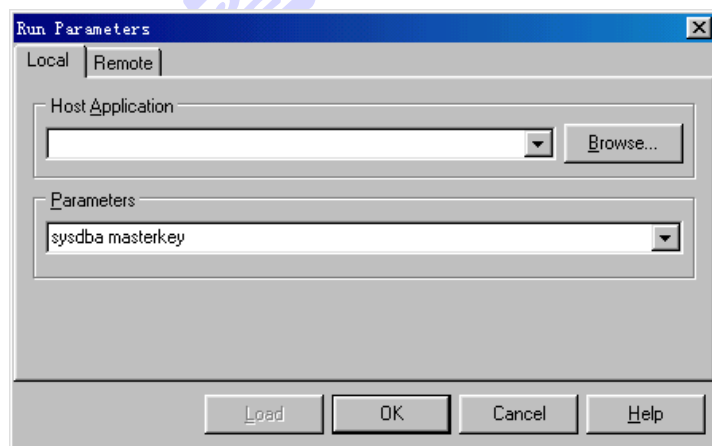 Run Parameters
Local Remote
Host Application
Browse...
Parameters
sysdba masterkey
Load OK Cancel Help